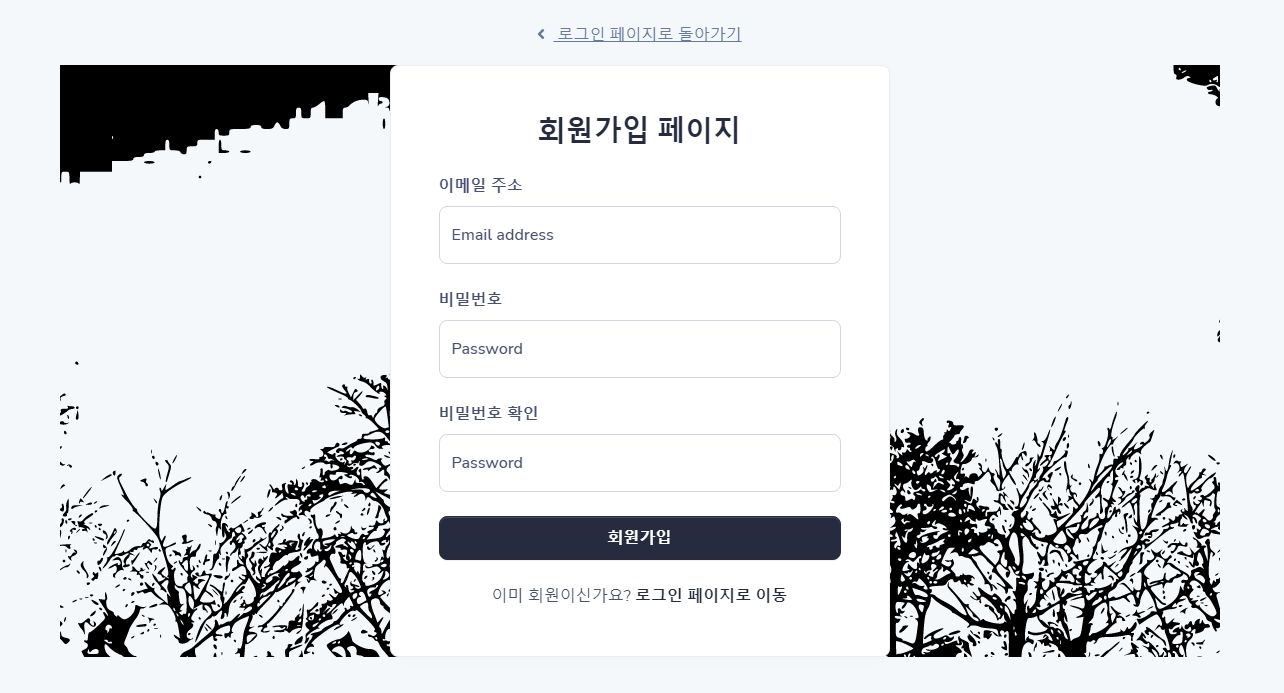 로그인 페이지로 돌아가기
회원가입 페이지
이메일 주소
Email address
비밀번호
Password
비밀번호 확인
Password
회원가입
이미 회원이신가요? 로그인 페이지로 이동